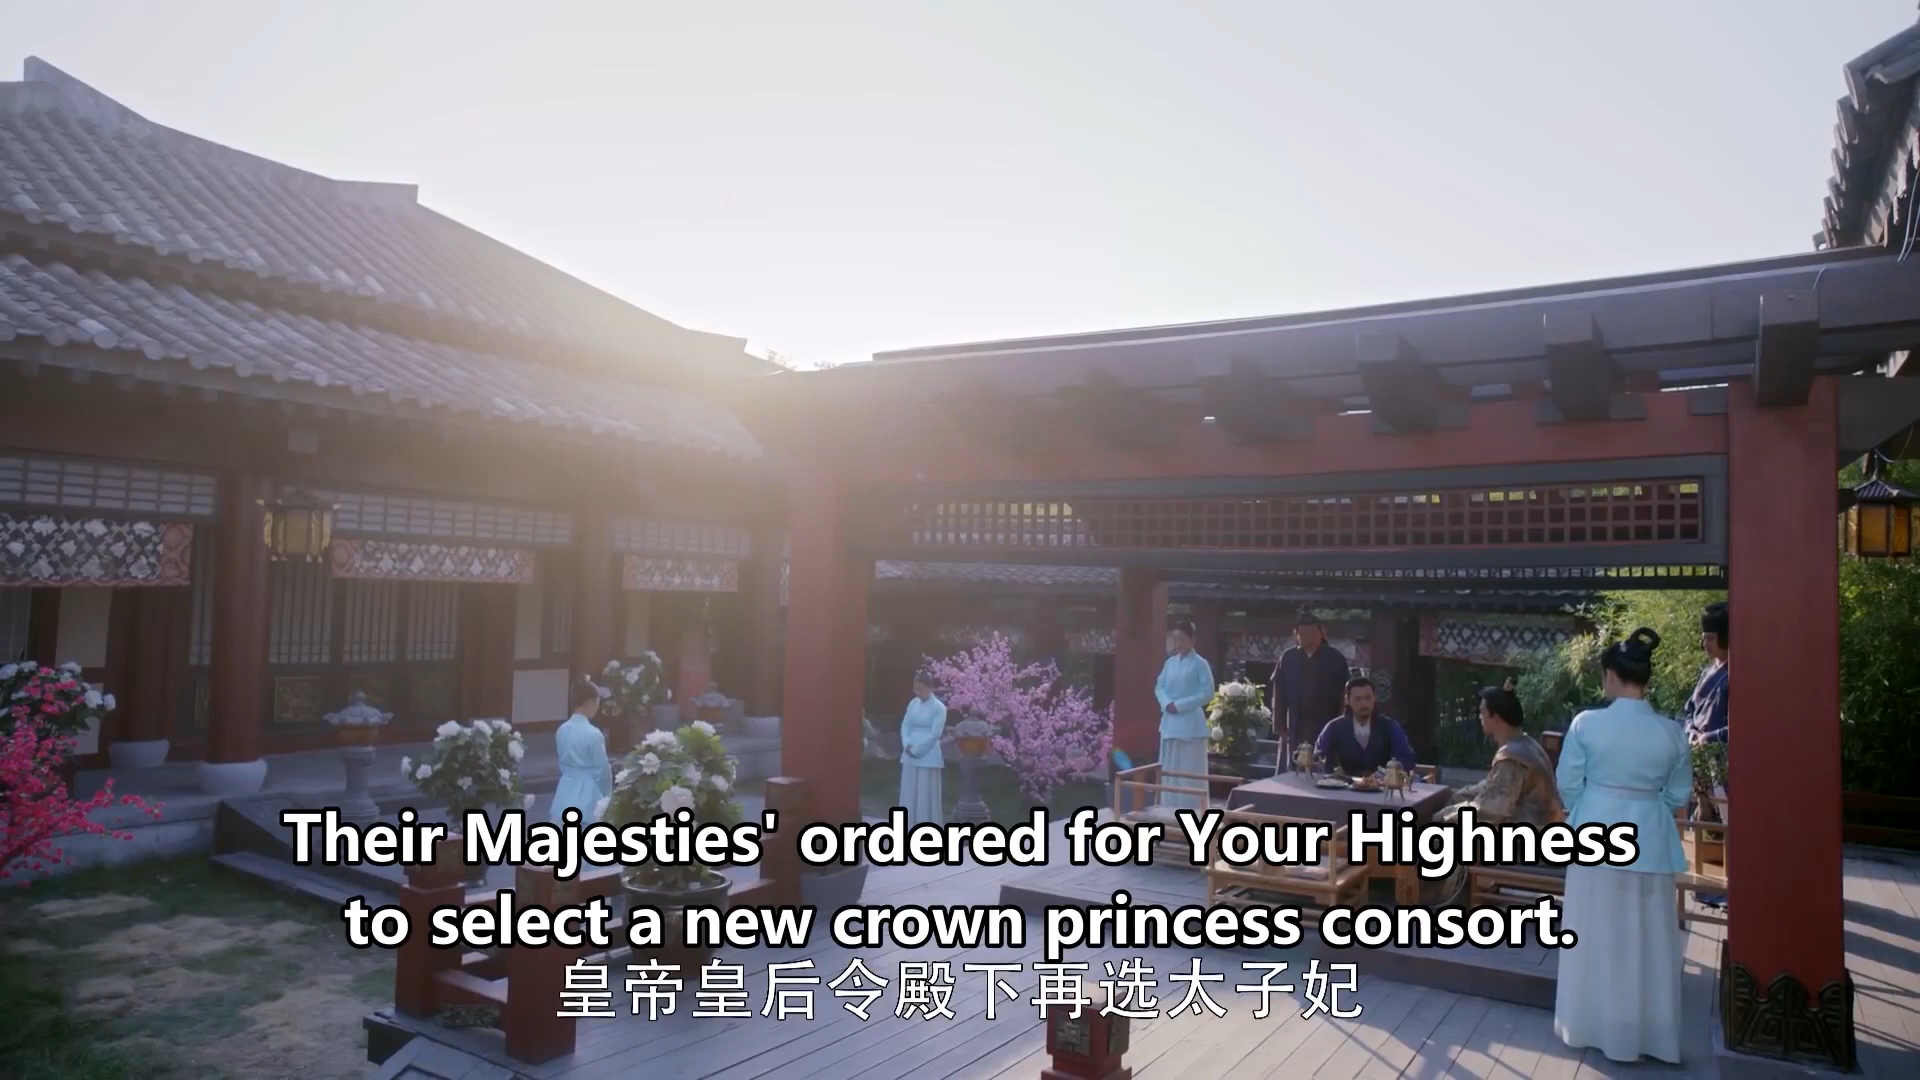 Their Majesties' ordered for Your Highness
to select a new crown princess consort.
皇帝皇后令殿下再选太子妃